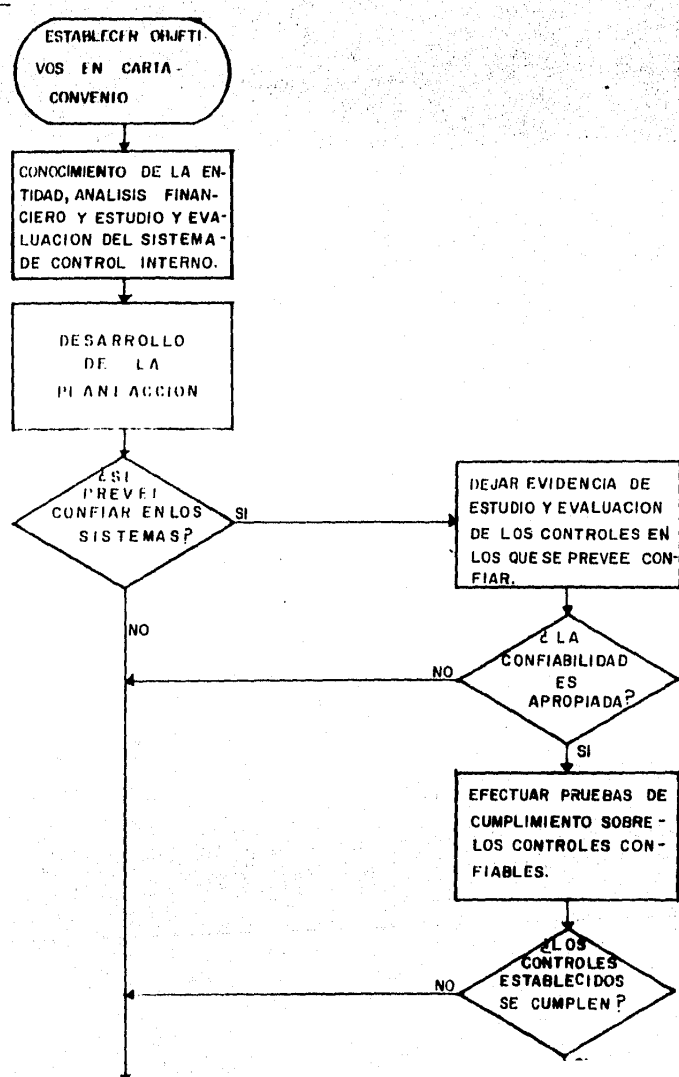 ESTABLECER OBJETI-
VOS EN CARTA-
CONVENIO
CONOCIMIENTO DE LA EN-
TIDAD, ANALISIS FINAN-
CIERO Y ESTUDIO Y EVA-
LUACION DEL SISTEMA-
DE CONTROL INTERNO.
DESARROLLO
DE LA
PLANEACCION
¿SE
PREVEE
CONFIAR EN LOS
SISTEMAS?
SI
NO
DEJAR EVIDENCIA DE
ESTUDIO Y EVALUACION
DE LOS CONTROLES EN
LOS QUE SE PREVEE CON-
FIAR.
¿LA
CONFIABILIDAD
ES
APROPIADA?
NO
SI
EFECTUAR PRUEBAS DE
CUMPLIMIENTO SOBRE-
LOS CONTROLES CON-
FIABLES.
¿LOS
CONTROLES
ESTABLECIDOS
SE CUMPLEN?
NO